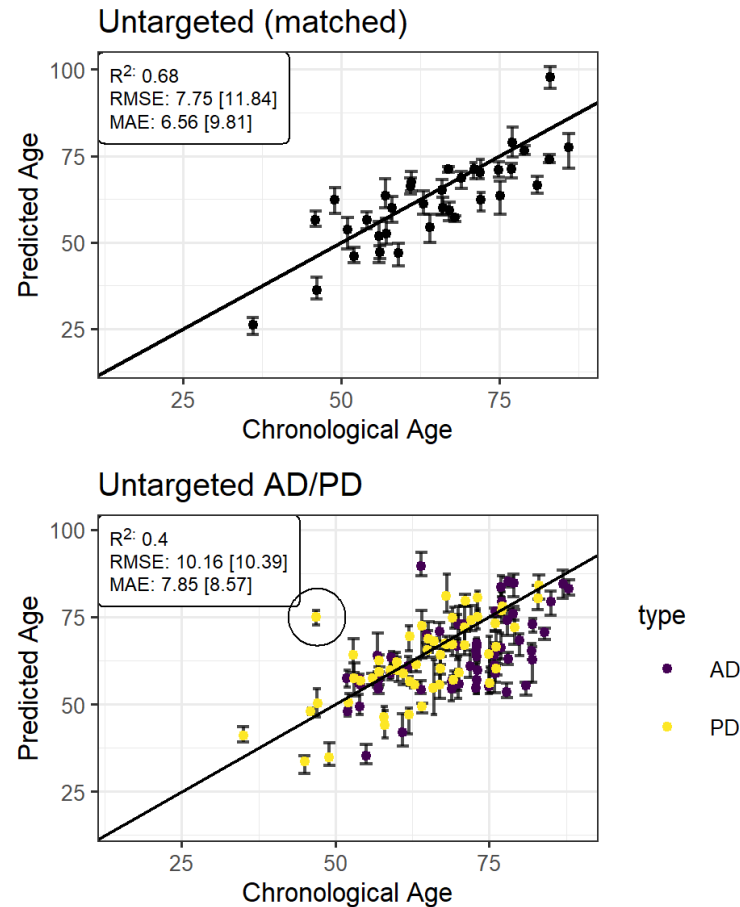 Untargeted (matched)
R²: 0.68
RMSE: 7.75 [11.84]
MAE: 6.56 [9.81]
100
75
50
25
Predicted Age
25 50 75
Chronological Age
Untargeted AD/PD
R²: 0.4
RMSE: 10.16 [10.39]
MAE: 7.85 [8.57]
100
75
50
25
Predicted Age
25 50 75
Chronological Age
type
AD
PD